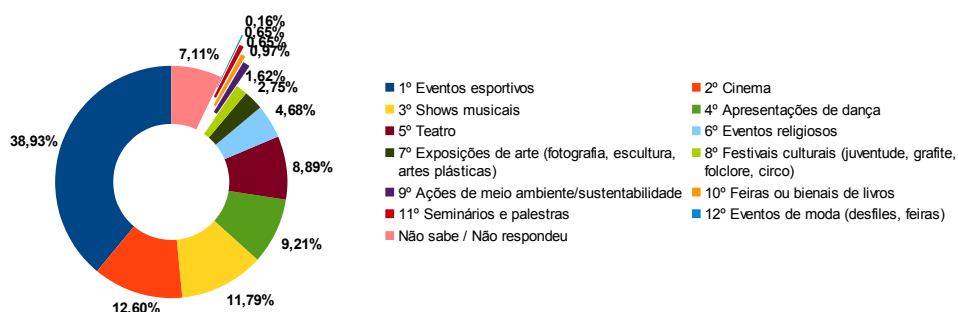 0,16%
0,65%
0,65%
0,97%
7,11%
1,62%
2,75%
4,68%
38,93%
8,89%
9,21%
11,79%
12,60%
1º Eventos esportivos
2º Cinema
3º Shows musicais
4º Apresentações de dança
5º Teatro
6º Eventos religiosos
7º Exposições de arte (fotografia, escultura,
artes plásticas)
8º Festivais culturais (juventude, grafite,
folclore, circo)
9º Ações de meio ambiente/sustentabilidade
10º Feiras ou bienais de livros
11º Seminários e palestras
12º Eventos de moda (desfiles, feiras)
Não sabe / Não respondeu